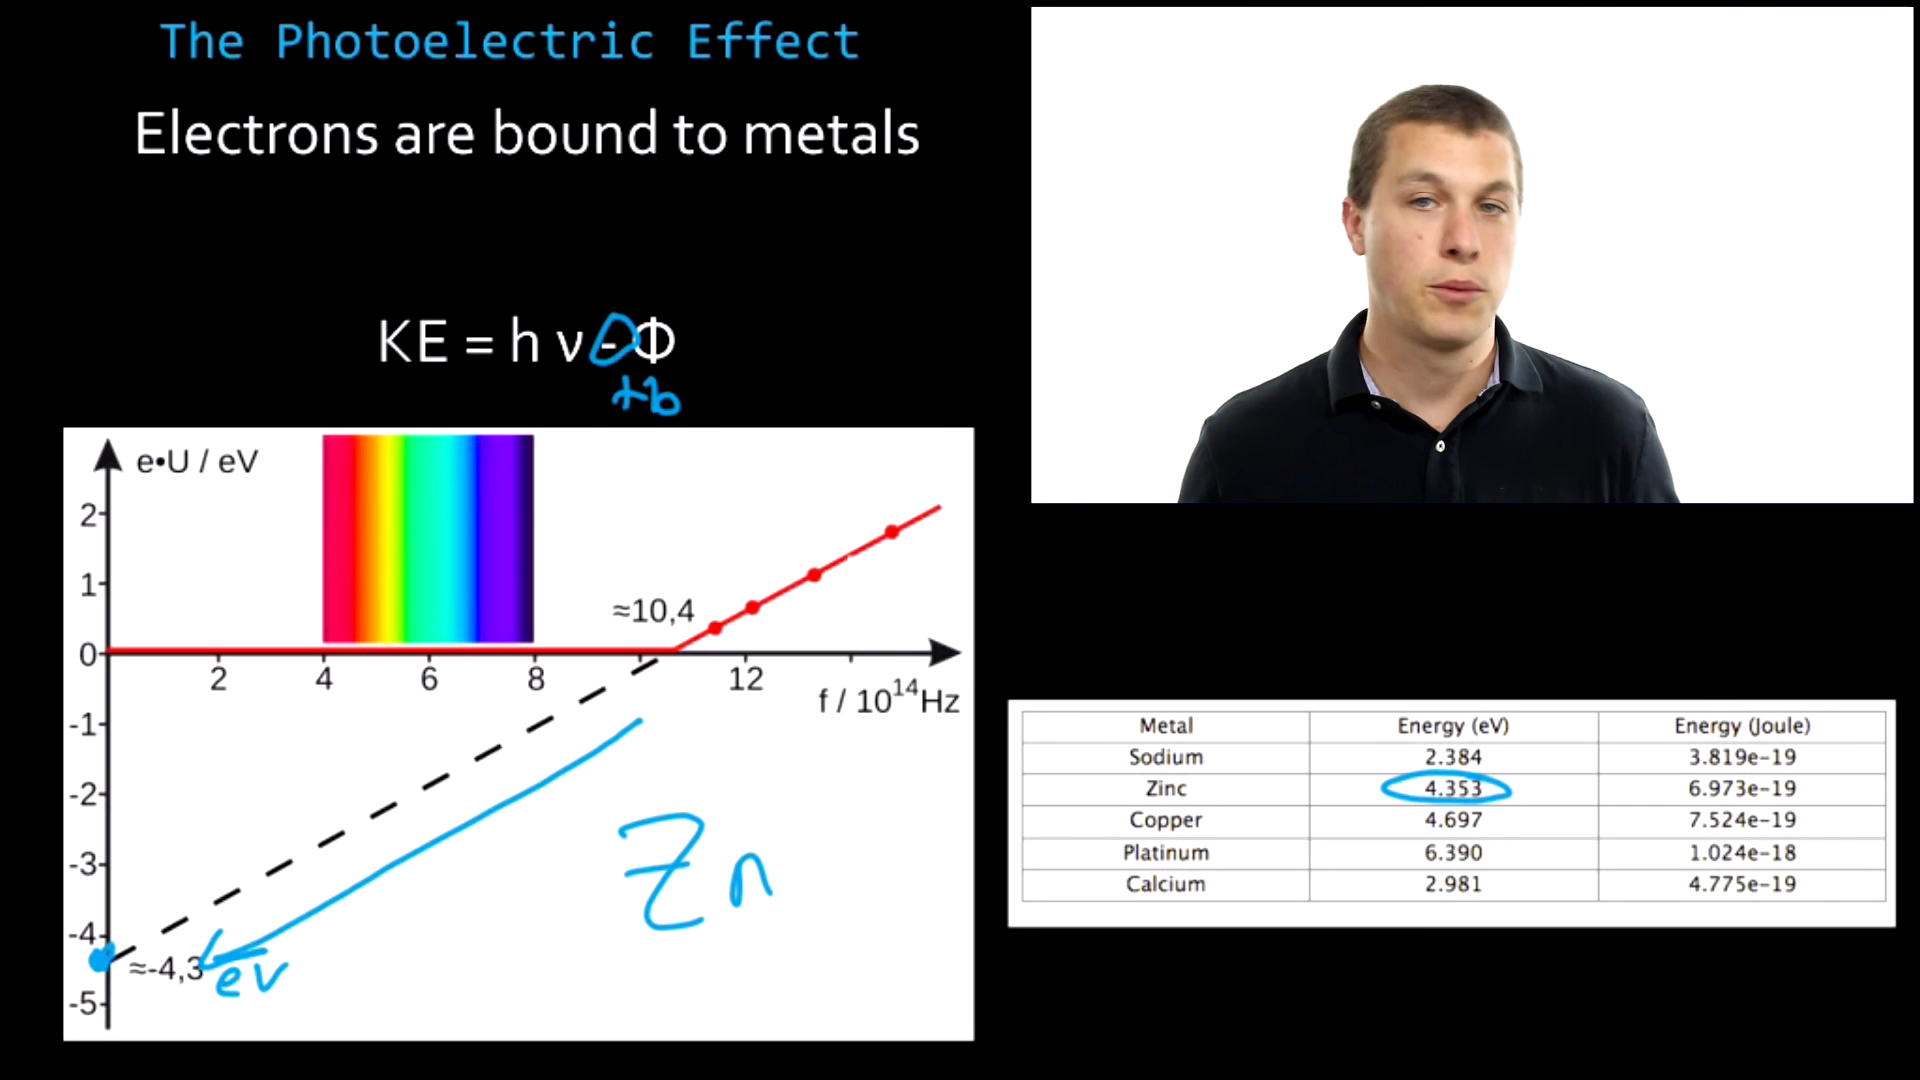 The Photoelectric Effect
Electrons are bound to metals
KE = h ν - Φ
+b
e•U / eV
2
1
0
-1
-2
-3
-4
-5
≈10,4
2 4 6 8 12
f / 10¹⁴Hz
≈-4,3
eV
Zn
Metal Energy (eV) Energy (Joule)
Sodium 2.384 3.819e-19
Zinc 4.353 6.973e-19
Copper 4.697 7.524e-19
Platinum 6.390 1.024e-18
Calcium 2.981 4.775e-19